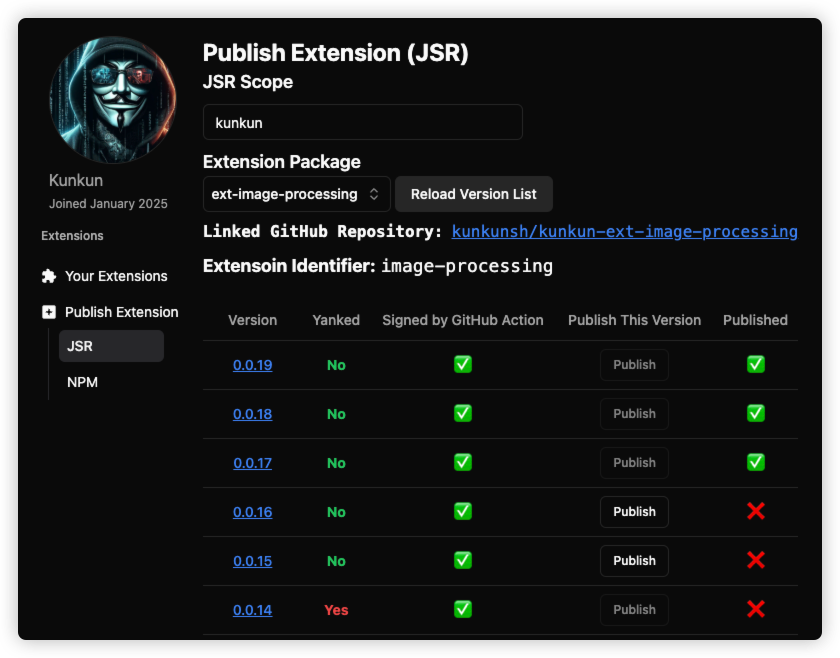 Publish Extension (JSR)
JSR Scope
kunkun
Extension Package
ext-image-processing Reload Version List
Linked GitHub Repository: kunkunsh/kunkun-ext-image-processing
Extensoin Identifier: image-processing
Kunkun
Joined January 2025
Extensions
Your Extensions
Publish Extension
JSR
NPM
Version Yanked Signed by GitHub Action Publish This Version Published
0.0.19 No ✅ Publish ✅
0.0.18 No ✅ Publish ✅
0.0.17 No ✅ Publish ✅
0.0.16 No ✅ Publish ❌
0.0.15 No ✅ Publish ❌
0.0.14 Yes ✅ Publish ❌